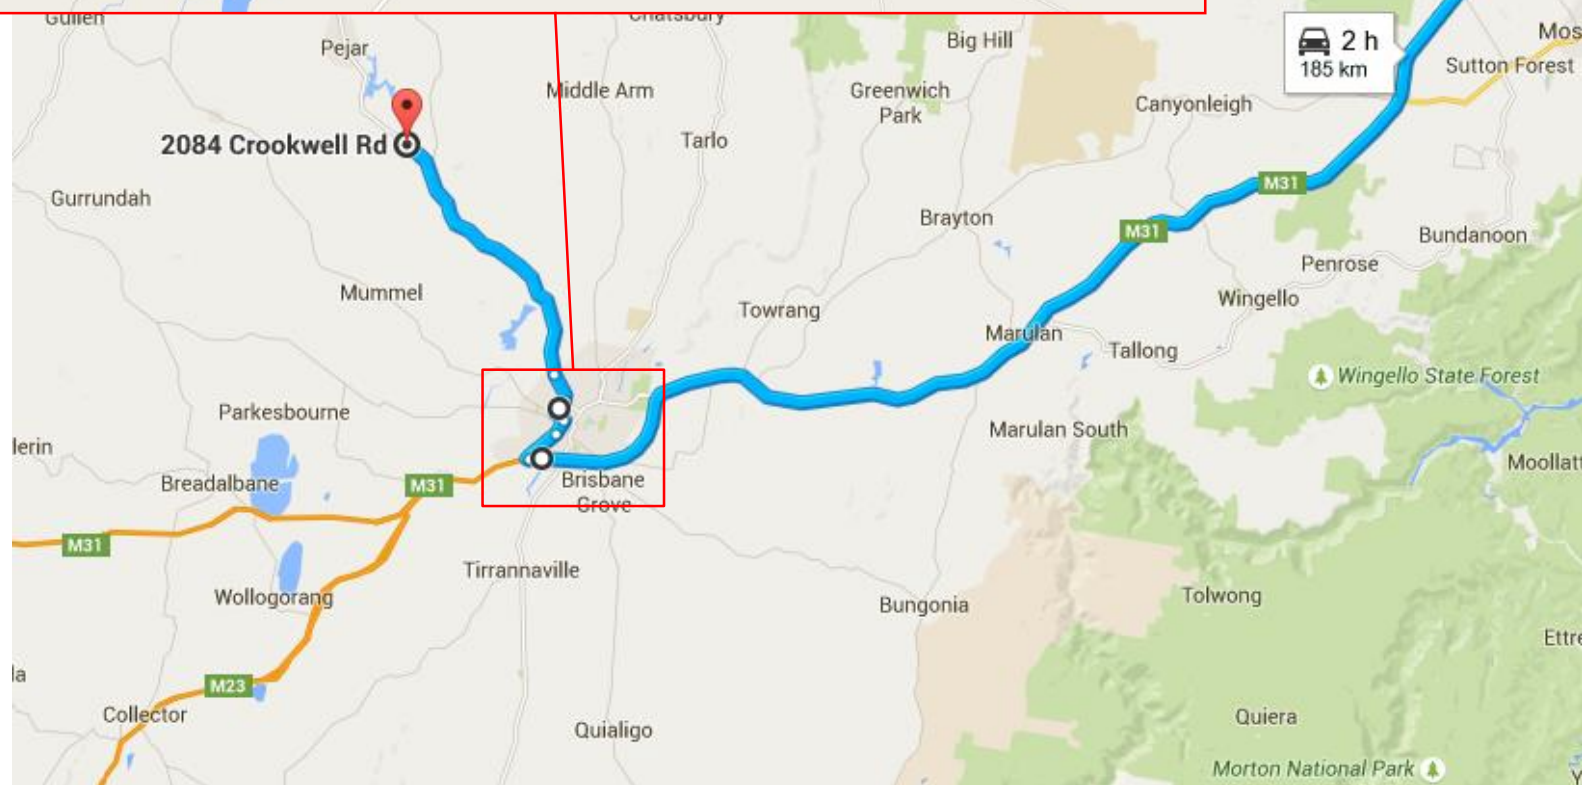 Gullen
Chatsbury
Pejar
Big Hill
2 h
185 km
Sutton Forest
Middle Arm
Greenwich
Park
Canyonleigh
2084 Crookwell Rd
Tarlo
M31
Gurrundah
Brayton
M31
Bundanoon
Penrose
Mummel
Wingello
Towrang
Marulan
Tallong
Wingello State Forest
Parkesbourne
Marulan South
Breadalbane
M31
Brisbane
Grove
M31
Tirrannaville
Wollogorang
Bungonia
Tolwong
M23
Collector
Quialigo
Quiera
Morton National Park